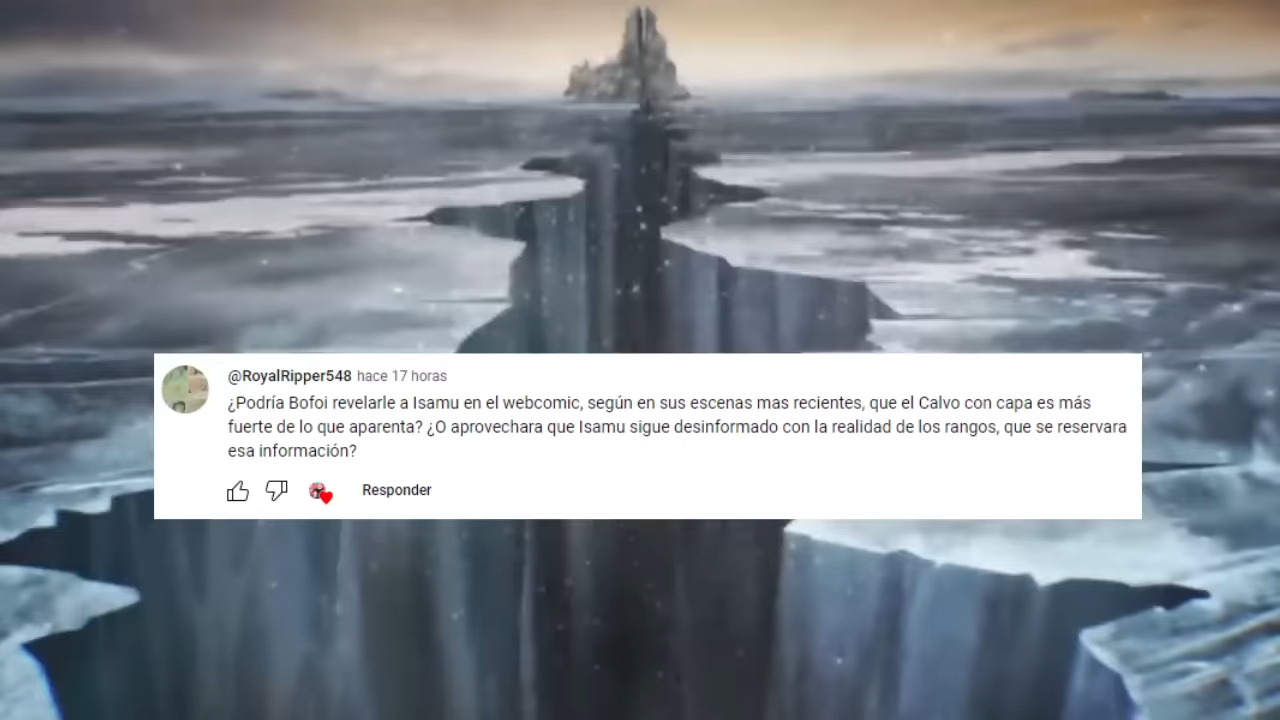 @RoyalRipper548 hace 17 horas
¿Podría Bofoi revelarle a Isamu en el webcomic, según en sus escenas mas recientes, que el Calvo con capa es más
fuerte de lo que aparenta? ¿O aprovechara que Isamu sigue desinformado con la realidad de los rangos, que se reservara
esa información?
Responder